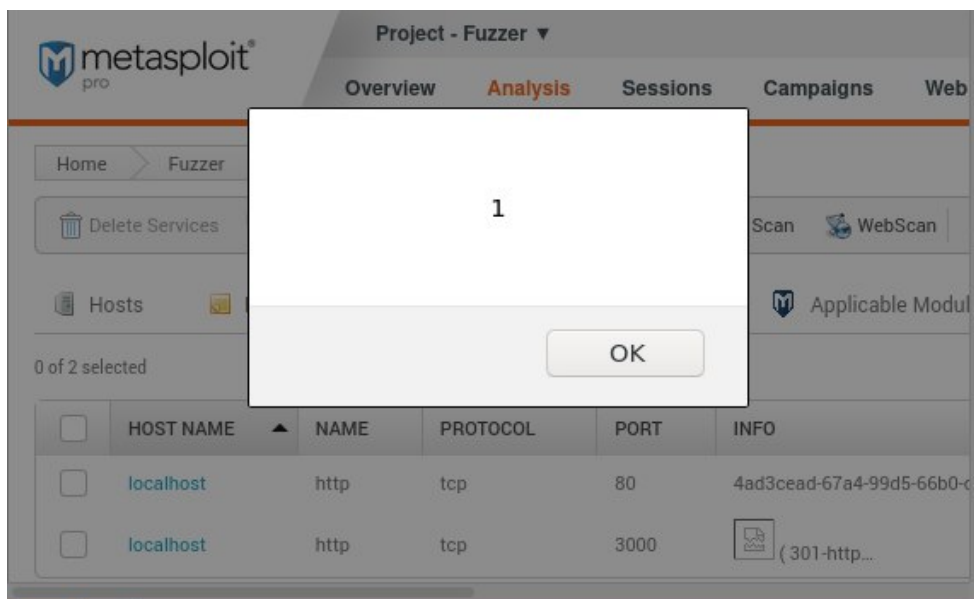 metasploit®
pro
Project - Fuzzer ▼
Overview Analysis Sessions Campaigns Web
Home Fuzzer
Delete Services Scan WebScan
Hosts Applicable Modul
0 of 2 selected
1
OK
HOST NAME NAME PROTOCOL PORT INFO
localhost http tcp 80 4ad3cead-67a4-99d5-66b0-
localhost http tcp 3000 ( 301-http...